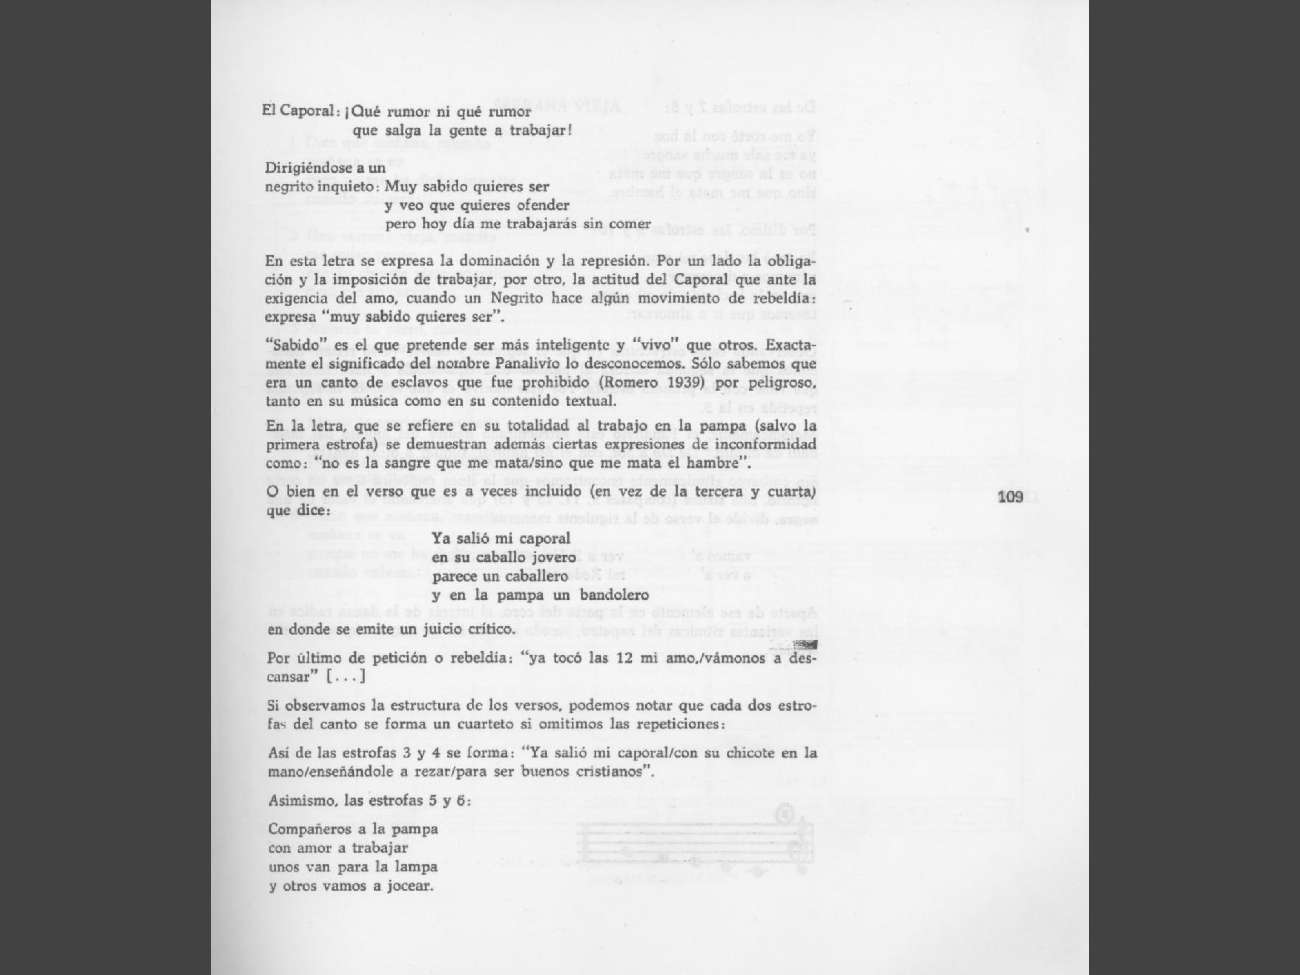 El Caporal: ¡Qué rumor ni qué rumor
que salga la gente a trabajar!
Dirigiéndose a un
negrito inquieto: Muy sabido quieres ser
y veo que quieres ofender
pero hoy día me trabajarás sin comer
En esta letra se expresa la dominación y la represión. Por un lado la obliga-
ción y la imposición de trabajar, por otro, la actitud del Caporal que ante la
exigencia del amo, cuando un Negrito hace algún movimiento de rebeldía:
expresa “muy sabido quieres ser”.
“Sabido” es el que pretende ser más inteligente y “vivo” que otros. Exacta-
mente el significado del nombre Panalivio lo desconocemos. Sólo sabemos que
era un canto de esclavos que fue prohibido (Romero 1939) por peligroso,
tanto en su música como en su contenido textual.
En la letra, que se refiere en su totalidad al trabajo en la pampa (salvo la
primera estrofa) se demuestran además ciertas expresiones de inconformidad
como: “no es la sangre que me mata/sino que me mata el hambre”.
O bien en el verso que es a veces incluido (en vez de la tercera y cuarta)
que dice:
109
Ya salió mi caporal
en su caballo jovero
parece un caballero
y en la pampa un bandolero
en donde se emite un juicio crítico.
Por último de petición o rebeldía: “ya tocó las 12 mi amo,/vámonos a des-
cansar” [...]
Si observamos la estructura de los versos, podemos notar que cada dos estro-
fas del canto se forma un cuarteto si omitimos las repeticiones:
Así de las estrofas 3 y 4 se forma: “Ya salió mi caporal/con su chicote en la
mano/enseñándole a rezar/para ser buenos cristianos”.
Asimismo, las estrofas 5 y 6:
Compañeros a la pampa
con amor a trabajar
unos van para la lampa
y otros vamos a jocear.